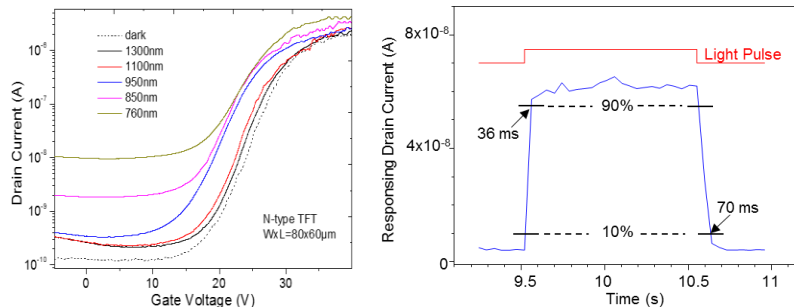 Drain Current (A)
10⁻⁶
10⁻⁷
10⁻⁸
10⁻⁹
10⁻¹⁰
dark
1300nm
1100nm
950nm
850nm
760nm
N-type TFT
WxL=80x60μm
0
10
20
30
Gate Voltage (V)
Responsing Drain Current (A)
8x10⁻⁸
4x10⁻⁸
0
Light Pulse
90%
36 ms
70 ms
10%
9.5
10
10.5
11
Time (s)